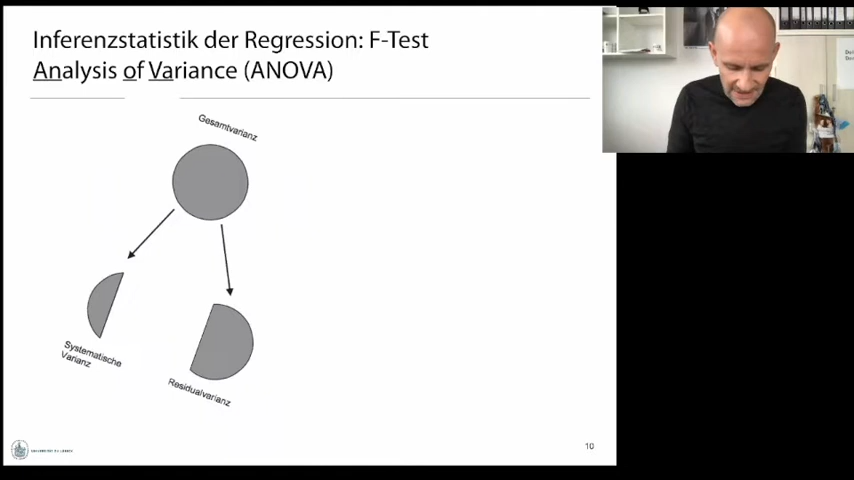 Inferenzstatistik der Regression: F-Test
Analysis of Variance (ANOVA)
Gesamtvarianz
Systematische
Varianz
Residualvarianz
10